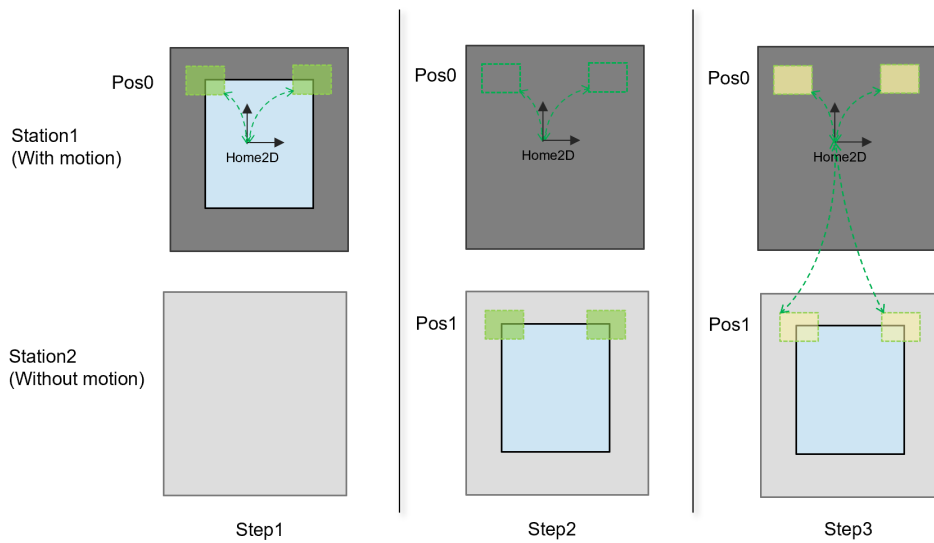 Pos0
Station1
(With motion)
Home2D
Station2
(Without motion)
Step1
Pos0
Home2D
Pos1
Step2
Pos0
Home2D
Pos1
Step3